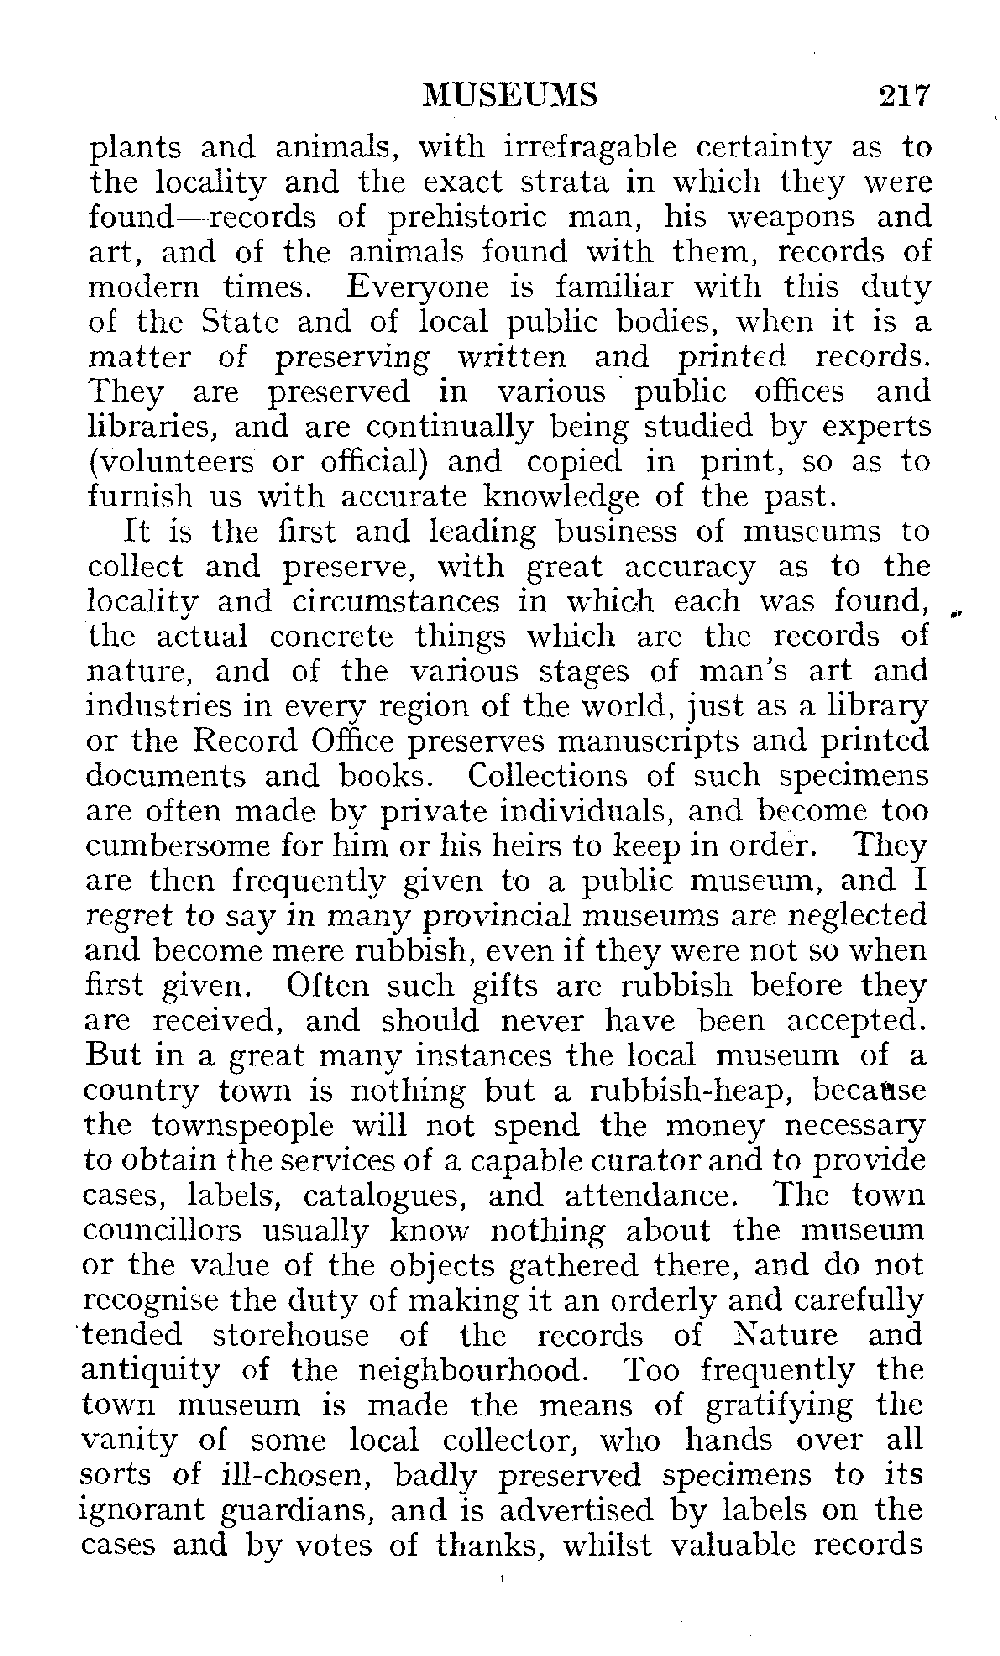 MUSEUMS 217
plants and animals, with irrefragable certainty as to
the locality and the exact strata in which they were
found—records of prehistoric man, his weapons and
art, and of the animals found with them, records of
modern times. Everyone is familiar with this duty
of the State and of local public bodies, when it is a
matter of preserving written and printed records.
They are preserved in various public offices and
libraries, and are continually being studied by experts
(volunteers or official) and copied in print, so as to
furnish us with accurate knowledge of the past.
It is the first and leading business of museums to
collect and preserve, with great accuracy as to the
locality and circumstances in which each was found,
the actual concrete things which are the records of
nature, and of the various stages of man's art and
industries in every region of the world, just as a library
or the Record Office preserves manuscripts and printed
documents and books. Collections of such specimens
are often made by private individuals, and become too
cumbersome for him or his heirs to keep in order. They
are then frequently given to a public museum, and I
regret to say in many provincial museums are neglected
and become mere rubbish, even if they were not so when
first given. Often such gifts are rubbish before they
are received, and should never have been accepted.
But in a great many instances the local museum of a
country town is nothing but a rubbish-heap, because
the townspeople will not spend the money necessary
to obtain the services of a capable curator and to provide
cases, labels, catalogues, and attendance. The town
councillors usually know nothing about the museum
or the value of the objects gathered there, and do not
recognise the duty of making it an orderly and carefully
tended storehouse of the records of Nature and
antiquity of the neighbourhood. Too frequently the
town museum is made the means of gratifying the
vanity of some local collector, who hands over all
sorts of ill-chosen, badly preserved specimens to its
ignorant guardians, and is advertised by labels on the
cases and by votes of thanks, whilst valuable records